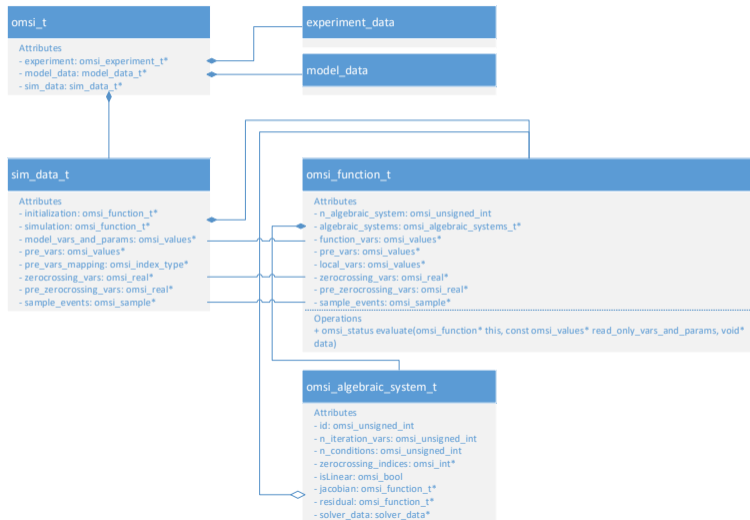 omsi_t
Attributes
- experiment: omsi_experiment_t*
- model_data: model_data_t*
- sim_data: sim_data_t*
experiment_data
model_data
sim_data_t
Attributes
- initialization: omsi_function_t*
- simulation: omsi_function_t*
- model_vars_and_params: omsi_values*
- pre_vars: omsi_values*
- pre_vars_mapping: omsi_index_type*
- zerocrossing_vars: omsi_real*
- pre_zerocrossing_vars: omsi_real*
- sample_events: omsi_sample*
omsi_function_t
Attributes
- n_algebraic_system: omsi_unsigned_int
- algebraic_systems: omsi_algebraic_systems_t*
- function_vars: omsi_values*
- pre_vars: omsi_values*
- local_vars: omsi_values*
- zerocrossing_vars: omsi_real*
- pre_zerocrossing_vars: omsi_real*
- sample_events: omsi_sample*
Operations
+ omsi_status evaluate(omsi_function* this, const omsi_values* read_only_vars_and_params, void*
data)
omsi_algebraic_system_t
Attributes
- id: omsi_unsigned_int
- n_iteration_vars: omsi_unsigned_int
- n_conditions: omsi_unsigned_int
- zerocrossing_indices: omsi_int*
- isLinear: omsi_bool
- jacobian: omsi_function_t*
- residual: omsi_function_t*
- solver_data: solver_data*